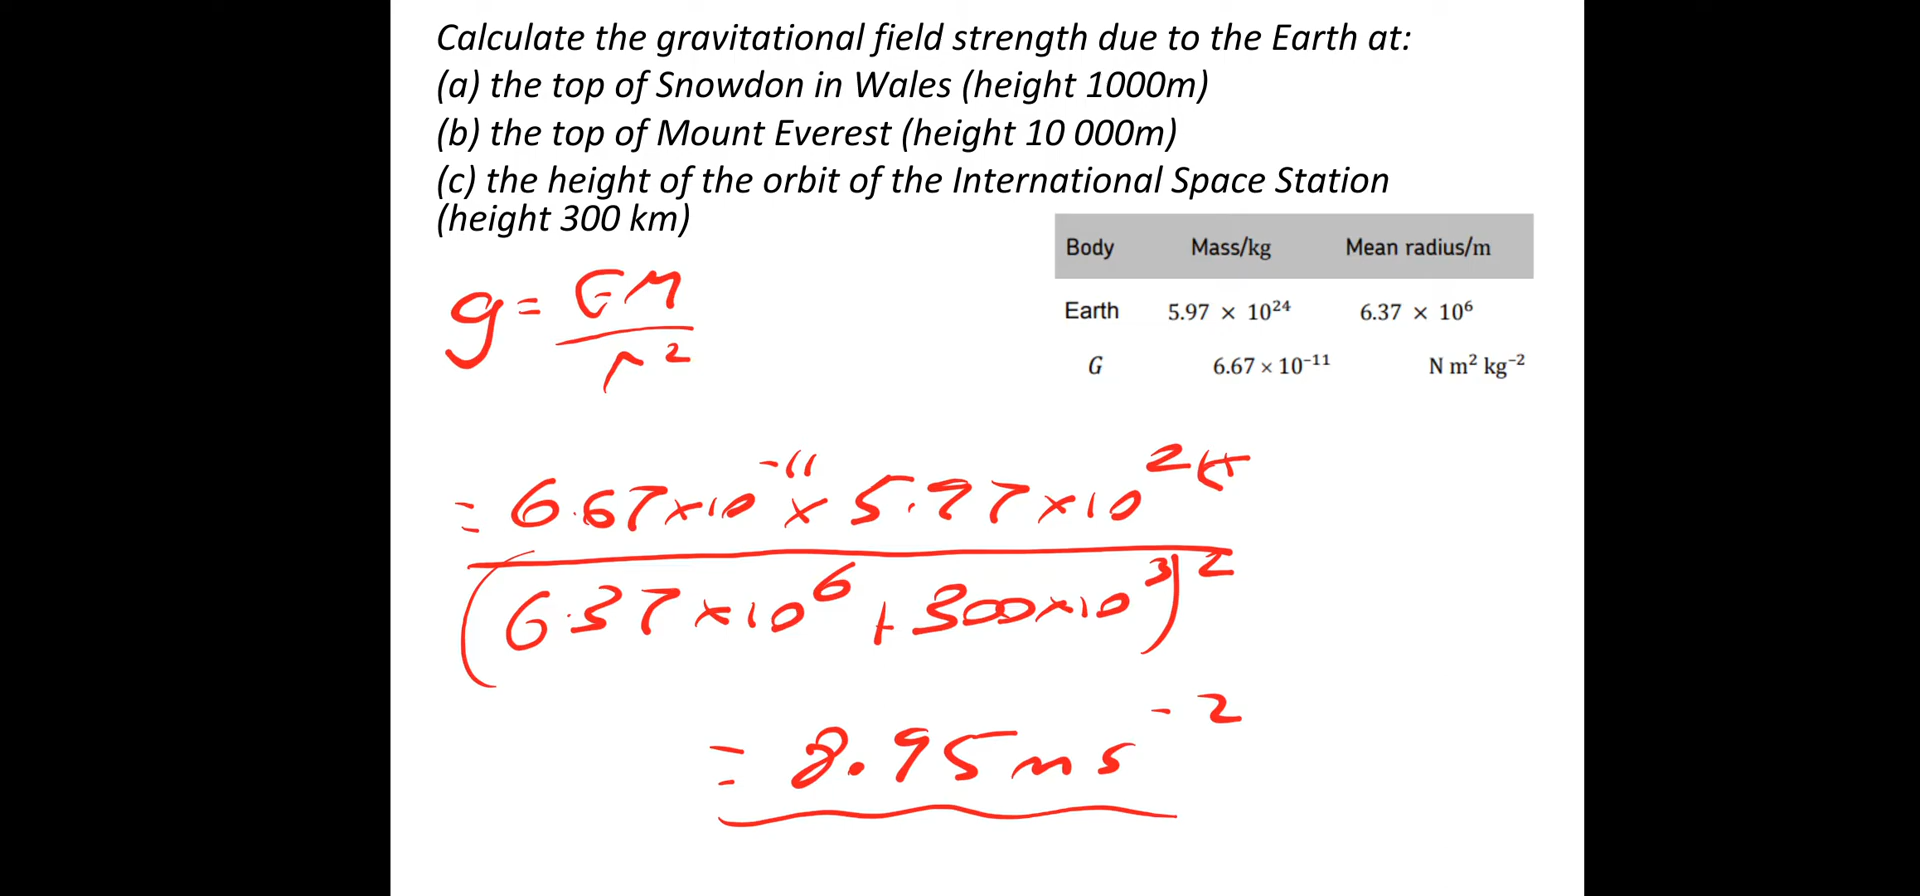 Calculate the gravitational field strength due to the Earth at:
(a) the top of Snowdon in Wales (height 1000m)
(b) the top of Mount Everest (height 10 000m)
(c) the height of the orbit of the International Space Station
(height 300 km)
Body Mass/kg Mean radius/m
Earth 5.97 × 10²⁴ 6.37 × 10⁶
G 6.67 × 10⁻¹¹ N m² kg⁻²
g = GM
r²
= 6.67×10⁻¹¹ × 5.97×10²⁴
(6.37×10⁶ + 300×10³)²
= 8.95 ms⁻²